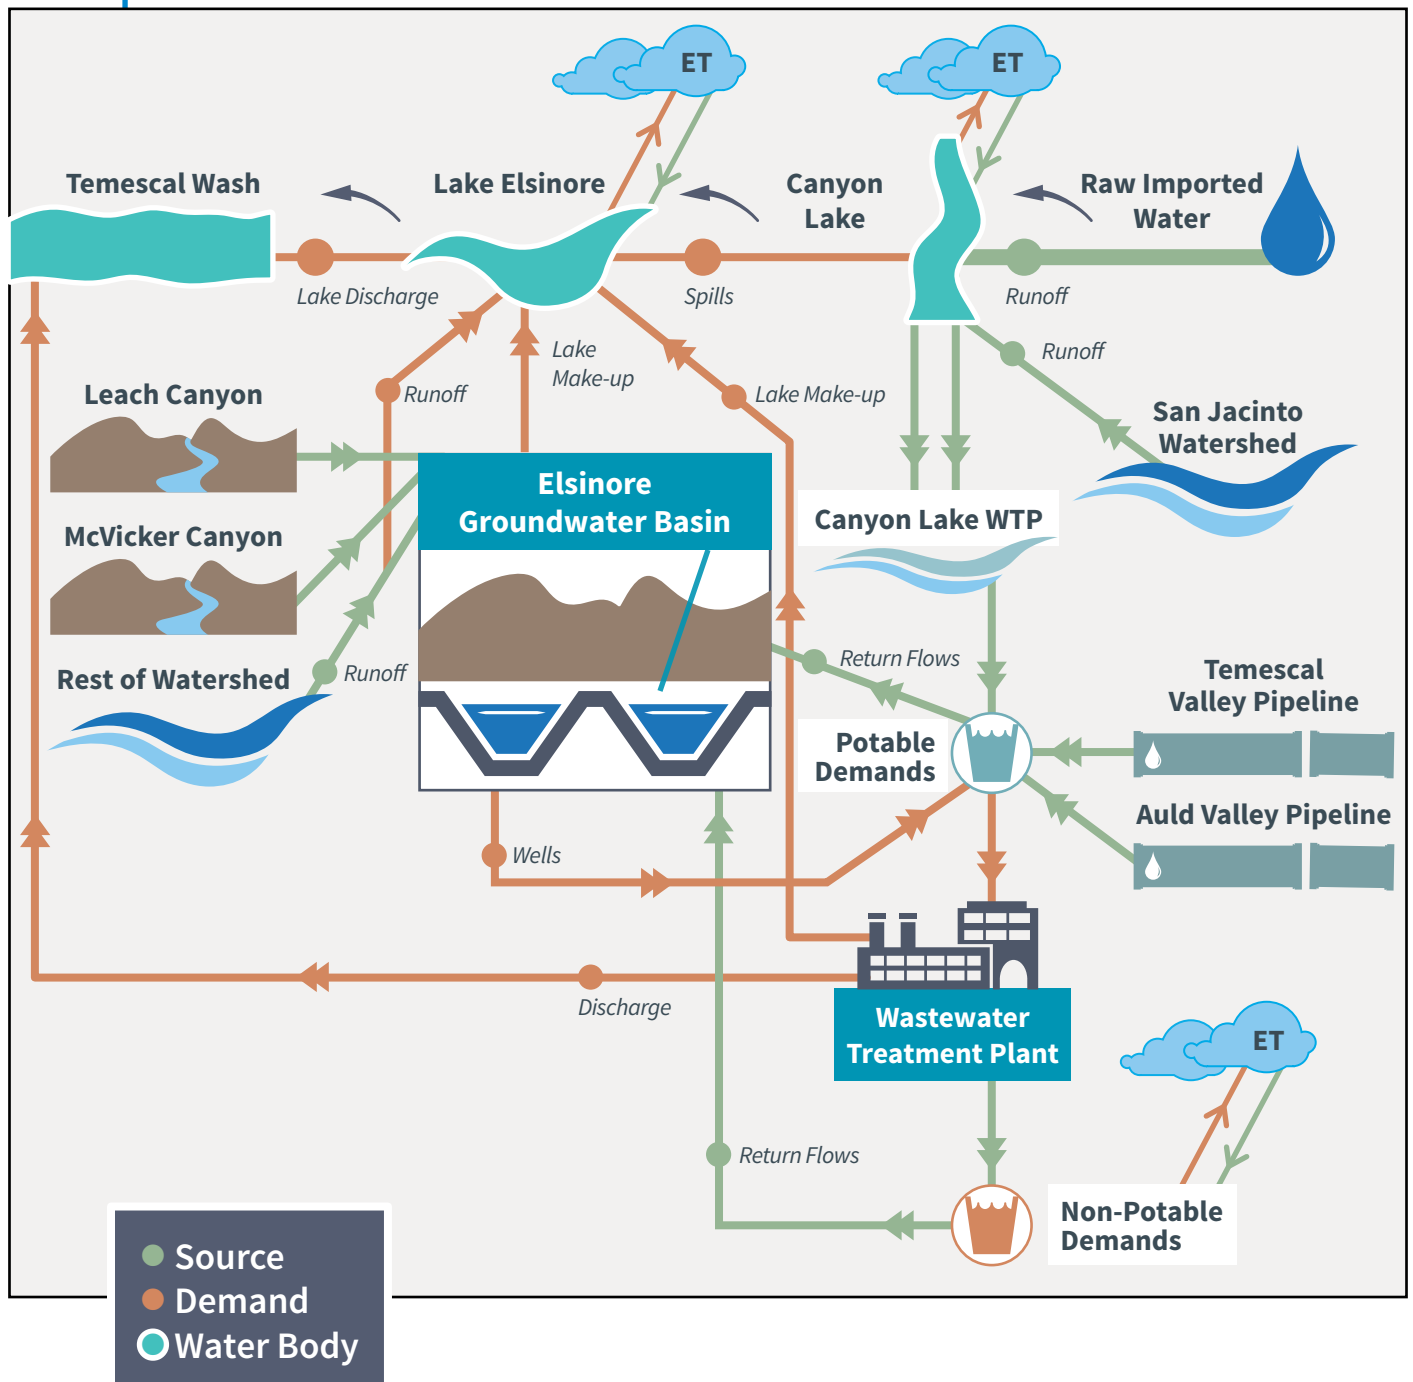 ET
ET
Temescal Wash
Lake Elsinore
Canyon
Lake
Raw Imported
Water
Lake Discharge
Spills
Runoff
Lake
Make-up
Runoff
Leach Canyon
Runoff
Lake Make-up
San Jacinto
Watershed
Elsinore
Groundwater Basin
Canyon Lake WTP
McVicker Canyon
Rest of Watershed
Runoff
Return Flows
Temescal
Valley Pipeline
Potable
Demands
Auld Valley Pipeline
Wells
Discharge
Wastewater
Treatment Plant
ET
Return Flows
Non-Potable
Demands
Source
Demand
Water Body